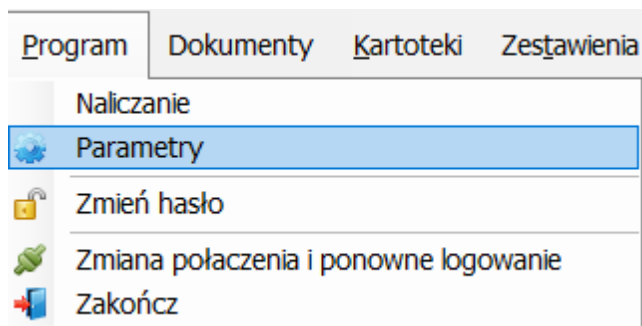 Program Dokumenty Kartoteki Zestawienia
Naliczanie
Parametry
Zmień hasło
Zmiana połaczenia i ponowne logowanie
Zakończ